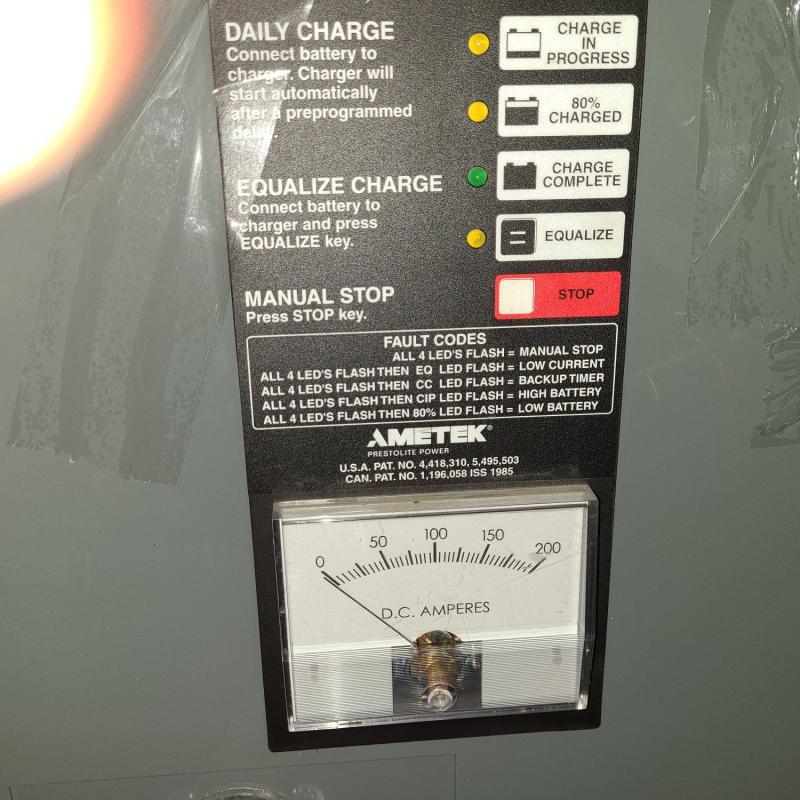 DAILY CHARGE
Connect battery to
charger. Charger will
start automatically
after a preprogrammed
delay.
CHARGE
IN
PROGRESS
80%
CHARGED
CHARGE
COMPLETE
EQUALIZE CHARGE
Connect battery to
charger and press
EQUALIZE key.
EQUALIZE
MANUAL STOP
Press STOP key.
STOP
FAULT CODES
ALL 4 LED'S FLASH = MANUAL STOP
ALL 4 LED'S FLASH THEN EQ LED FLASH = LOW CURRENT
ALL 4 LED'S FLASH THEN CC LED FLASH = BACKUP TIMER
ALL 4 LED'S FLASH THEN CIP LED FLASH = HIGH BATTERY
ALL 4 LED'S FLASH THEN 80% LED FLASH = LOW BATTERY
AMETEK®
PRESTOLITE POWER
U.S.A. PAT. NO. 4,418,310, 5,495,503
CAN. PAT. NO. 1,196,058 ISS 1985
0 50 100 150 200
D.C. AMPERES